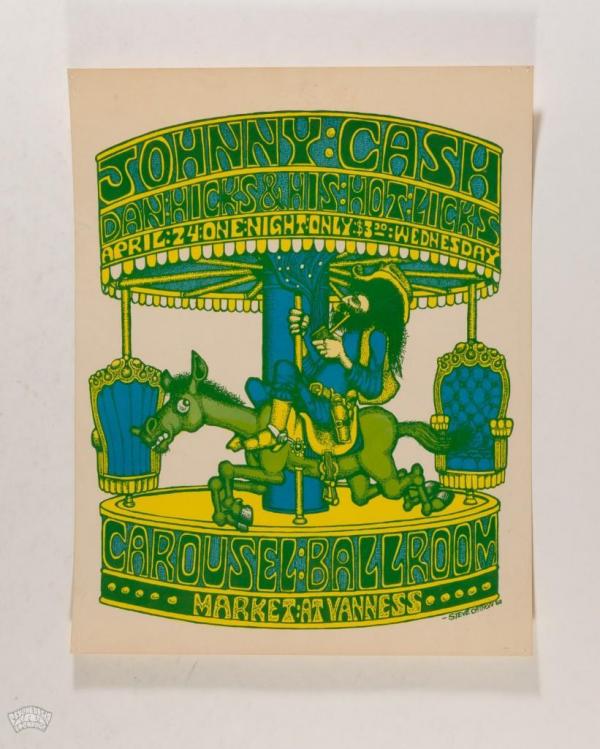 JOHNNY:CASH
DAN:HICKS & HIS:HOT:LICKS
APRIL:24:ONE:NIGHT:ONLY:$3.50:WEDNESDAY
CAROUSEL:BALLROOM
MARKET:AT VANNESS